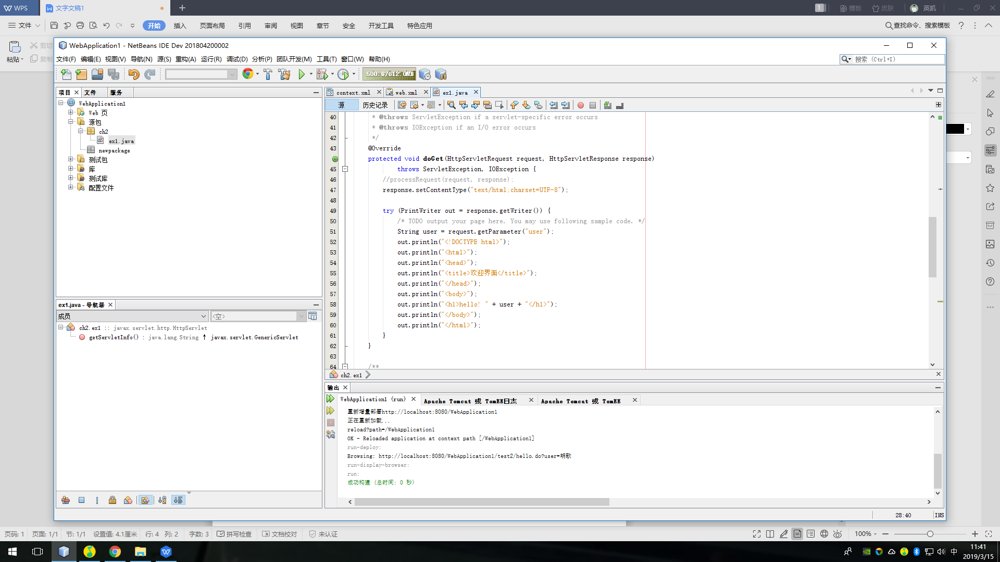 WPS 文字文稿1 1 模板 皮肤 英凯
文件 开始 插入 页面布局 引用 审阅 视图 章节 安全 开发工具 特色应用 查找命令、搜索模板
粘贴 剪切
复制
WebApplication1 - NetBeans IDE Dev 201804200002
文件(F) 编辑(E) 视图(V) 导航(N) 源(S) 重构(A) 运行(R) 调试(D) 分析(P) 团队开发(M) 工具(T) 窗口(W) 帮助(H) 搜索 (Ctrl+I)
500.6/612.0MB
项目 文件 服务
WebApplication1
Web 页
源包
ch2
ex1.java
newpackage
测试包
库
测试库
配置文件
ex1.java - 导航器
成员 <空>
ch2.ex1 :: javax.servlet.http.HttpServlet
getServletInfo() : java.lang.String ↑ javax.servlet.GenericServlet
context.xml web.xml ex1.java
源 历史记录
40 * @throws ServletException if a servlet-specific error occurs
41 * @throws IOException if an I/O error occurs
42 */
43 @Override
protected void doGet(HttpServletRequest request, HttpServletResponse response)
45 throws ServletException, IOException {
46 //processRequest(request, response);
47 response.setContentType("text/html;charset=UTF-8");
48
49 try (PrintWriter out = response.getWriter()) {
50 /* TODO output your page here. You may use following sample code. */
51 String user = request.getParameter("user");
52 out.println("<!DOCTYPE html>");
53 out.println("<html>");
54 out.println("<head>");
55 out.println("<title>欢迎界面</title>");
56 out.println("</head>");
57 out.println("<body>");
58 out.println("<h1>hello! " + user + "</h1>");
59 out.println("</body>");
60 out.println("</html>");
61 }
62 }
63
64 /**
ch2.ex1
输出
WebApplication1 (run) Apache Tomcat 或 TomEE日志 Apache Tomcat 或 TomEE
重新增量部署http://localhost:8080/WebApplication1
正在重新加载...
reload?path=/WebApplication1
OK - Reloaded application at context path [/WebApplication1]
run-deploy:
Browsing: http://localhost:8080/WebApplication1/test2/hello.do?user=胡歌
run-display-browser:
run:
成功构建 (总时间: 0 秒)
28:40 INS
页码: 1 页面: 1/1 节: 1/1 设置值: 4.1厘米 行: 4 列: 2 字数: 3 拼写检查 文档校对 未认证 100%
中 11:41
2019/3/15